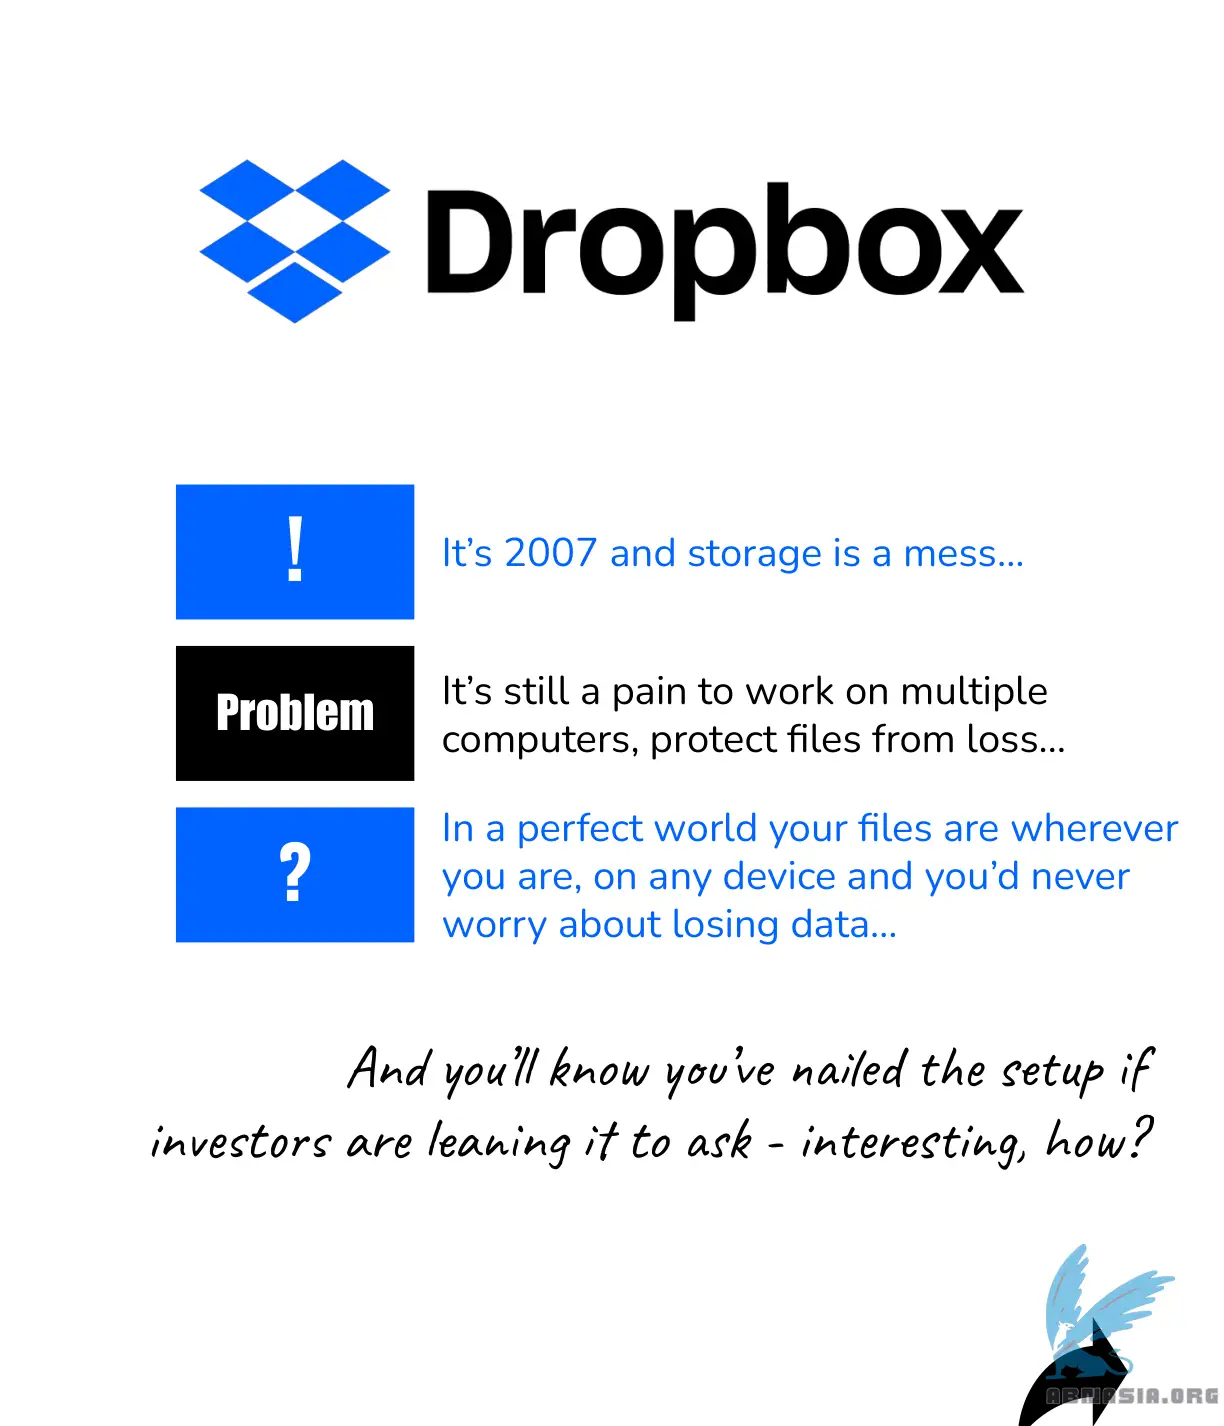 Dropbox
!
It’s 2007 and storage is a mess...
Problem
It’s still a pain to work on multiple
computers, protect files from loss...
?
In a perfect world your files are wherever
you are, on any device and you’d never
worry about losing data...
And you’ll know you’ve nailed the setup if
investors are leaning it to ask - interesting, how?
ABMASIA.ORG